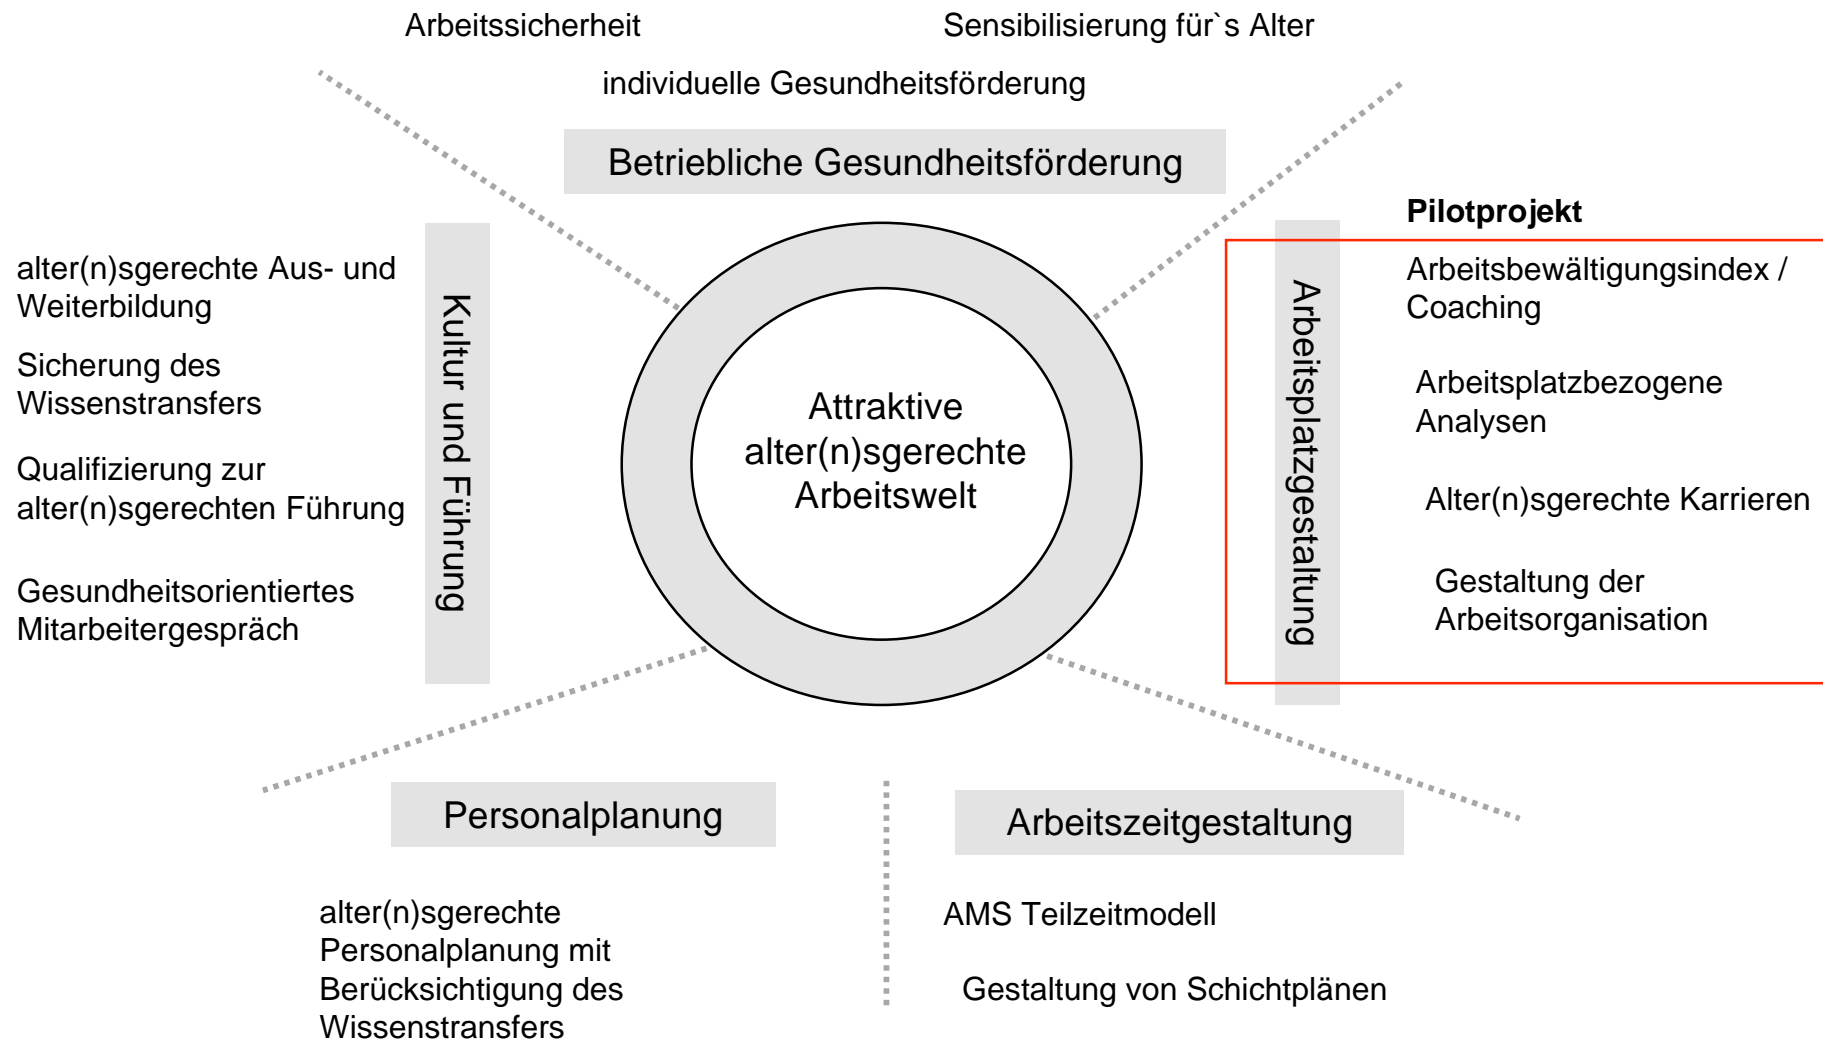 Arbeitssicherheit
Sensibilisierung für`s Alter
individuelle Gesundheitsförderung
Betriebliche Gesundheitsförderung
alter(n)sgerechte Aus- und
Weiterbildung
Sicherung des
Wissenstransfers
Qualifizierung zur
alter(n)sgerechten Führung
Gesundheitsorientiertes
Mitarbeitergespräch
Kultur und Führung
Attraktive
alter(n)sgerechte
Arbeitswelt
Arbeitsplatzgestaltung
Pilotprojekt
Arbeitsbewältigungsindex /
Coaching
Arbeitsplatzbezogene
Analysen
Alter(n)sgerechte Karrieren
Gestaltung der
Arbeitsorganisation
Personalplanung
alter(n)sgerechte
Personalplanung mit
Berücksichtigung des
Wissenstransfers
Arbeitszeitgestaltung
AMS Teilzeitmodell
Gestaltung von Schichtplänen